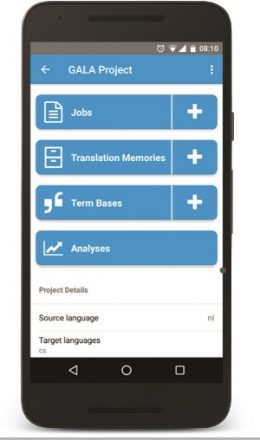 08:10
GALA Project
Jobs
Translation Memories
Term Bases
Analyses
Project Details
Source language nl
Target languages
cs